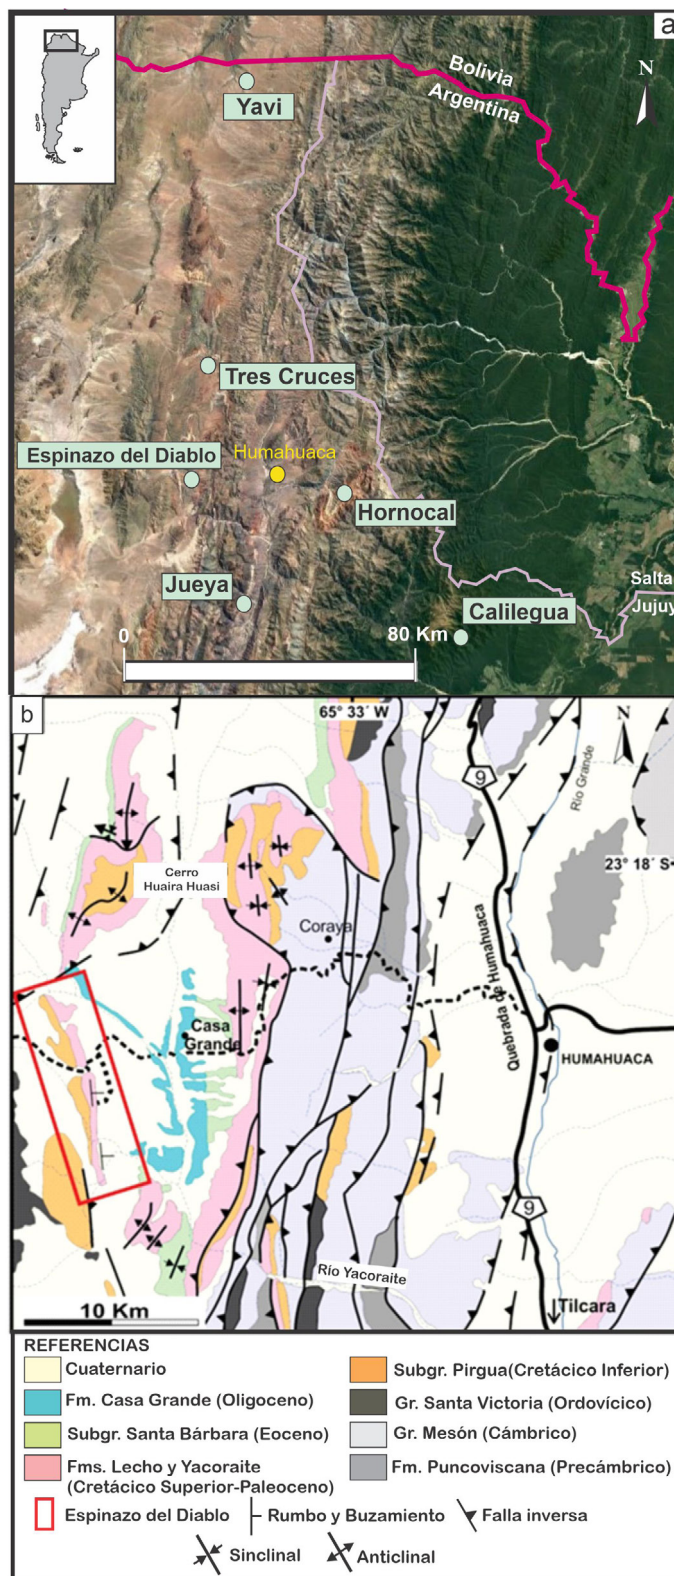 a
Bolivia
Argentina
N
Yavi
Tres Cruces
Espinazo del Diablo
Humahuaca
Hornocal
Jueya
Salta
Jujuy
Calilegua
0
80 Km
b
65° 33´ W
N
9
Río Grande
23° 18´ S
Cerro
Huaira Huasi
Coraya
Quebrada de Humahuaca
Casa
Grande
HUMAHUACA
9
Río Yacoraite
Tilcara
10 Km
REFERENCIAS
Cuaternario
Fm. Casa Grande (Oligoceno)
Subgr. Santa Bárbara (Eoceno)
Fms. Lecho y Yacoraite
(Cretácico Superior-Paleoceno)
Subgr. Pirgua(Cretácico Inferior)
Gr. Santa Victoria (Ordovícico)
Gr. Mesón (Cámbrico)
Fm. Puncoviscana (Precámbrico)
Espinazo del Diablo
Rumbo y Buzamiento
Falla inversa
Sinclinal
Anticlinal